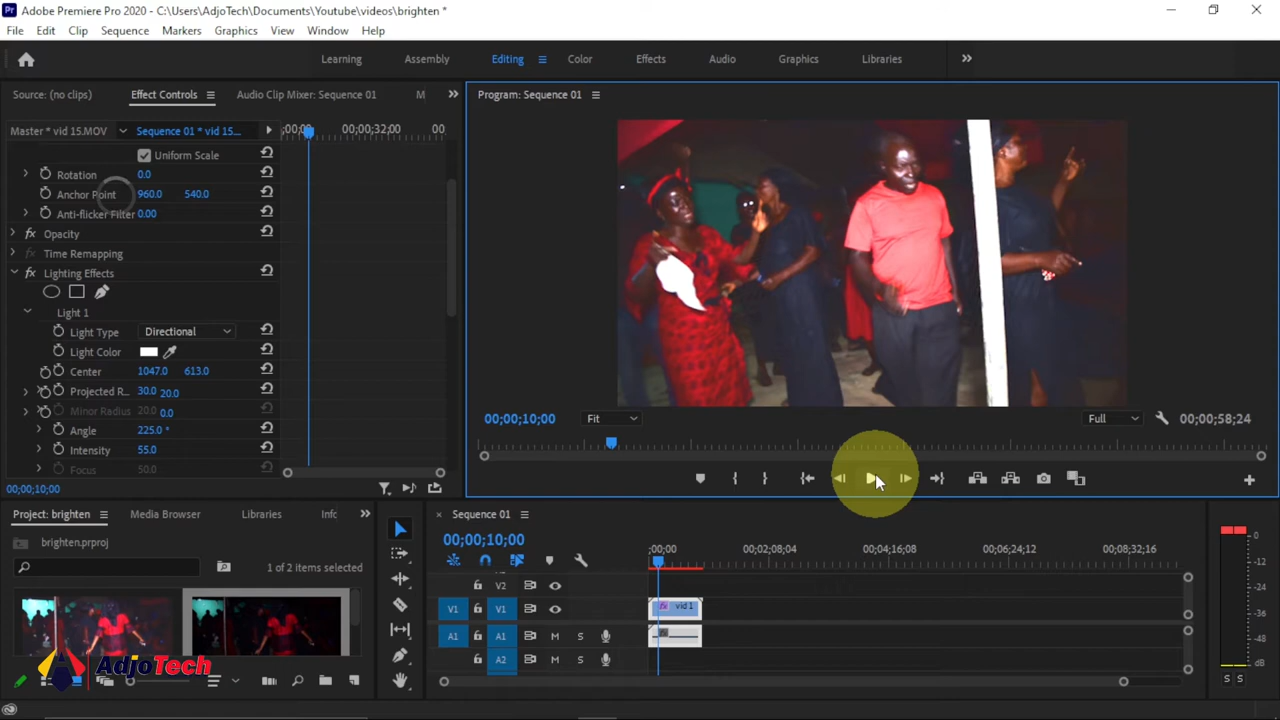 Adobe Premiere Pro 2020 - C:\Users\AdjoTech\Documents\Youtube\videos\brighten *
File Edit Clip Sequence Markers Graphics View Window Help
Learning Assembly Editing Color Effects Audio Graphics Libraries
Source: (no clips) Effect Controls Audio Clip Mixer: Sequence 01 M
Program: Sequence 01
Master * vid 15.MOV Sequence 01 * vid 15...
;00;00 00;00;32;00 00
Uniform Scale
Rotation 0.0
Anchor Point 960.0 540.0
Anti-flicker Filter 0.00
fx Opacity
fx Time Remapping
fx Lighting Effects
Light 1
Light Type Directional
Light Color
Center 1047.0 613.0
Projected R... 30.0 20.0
Minor Radius 20.0 0.0
Angle 225.0 °
Intensity 55.0
Focus 50.0
00;00;10;00
00;00;10;00 Fit Full 00;00;58;24
Project: brighten Media Browser Libraries Info
brighten.prproj
1 of 2 items selected
AdjoTech
Sequence 01
00;00;10;00
;00;00 00;02;08;04 00;04;16;08 00;06;24;12 00;08;32;16
V2
V1 V1 fx vid 1
A1 A1 M S fx
A2 M S
0
-12
-24
-36
-48
dB
S S